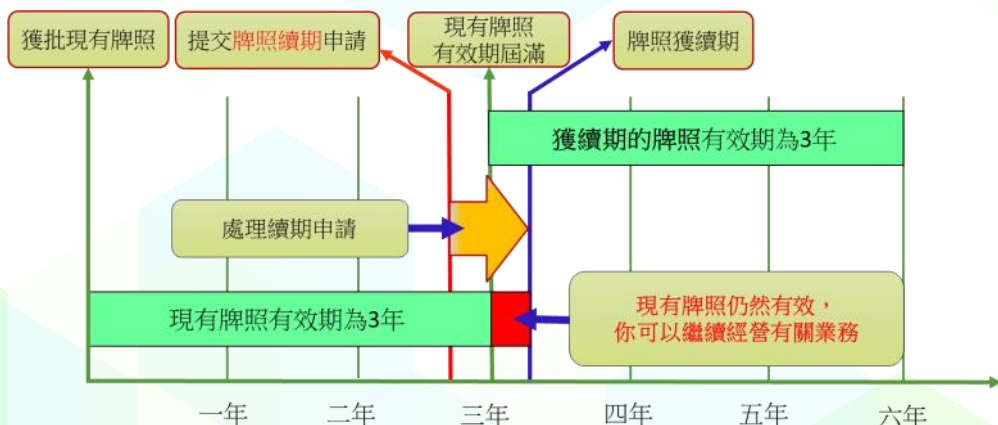 獲批現有牌照
提交牌照續期申請
現有牌照
有效期屆滿
牌照獲續期
獲續期的牌照有效期為3年
處理續期申請
現有牌照有效期為3年
現有牌照仍然有效，
你可以繼續經營有關業務
一年
二年
三年
四年
五年
六年